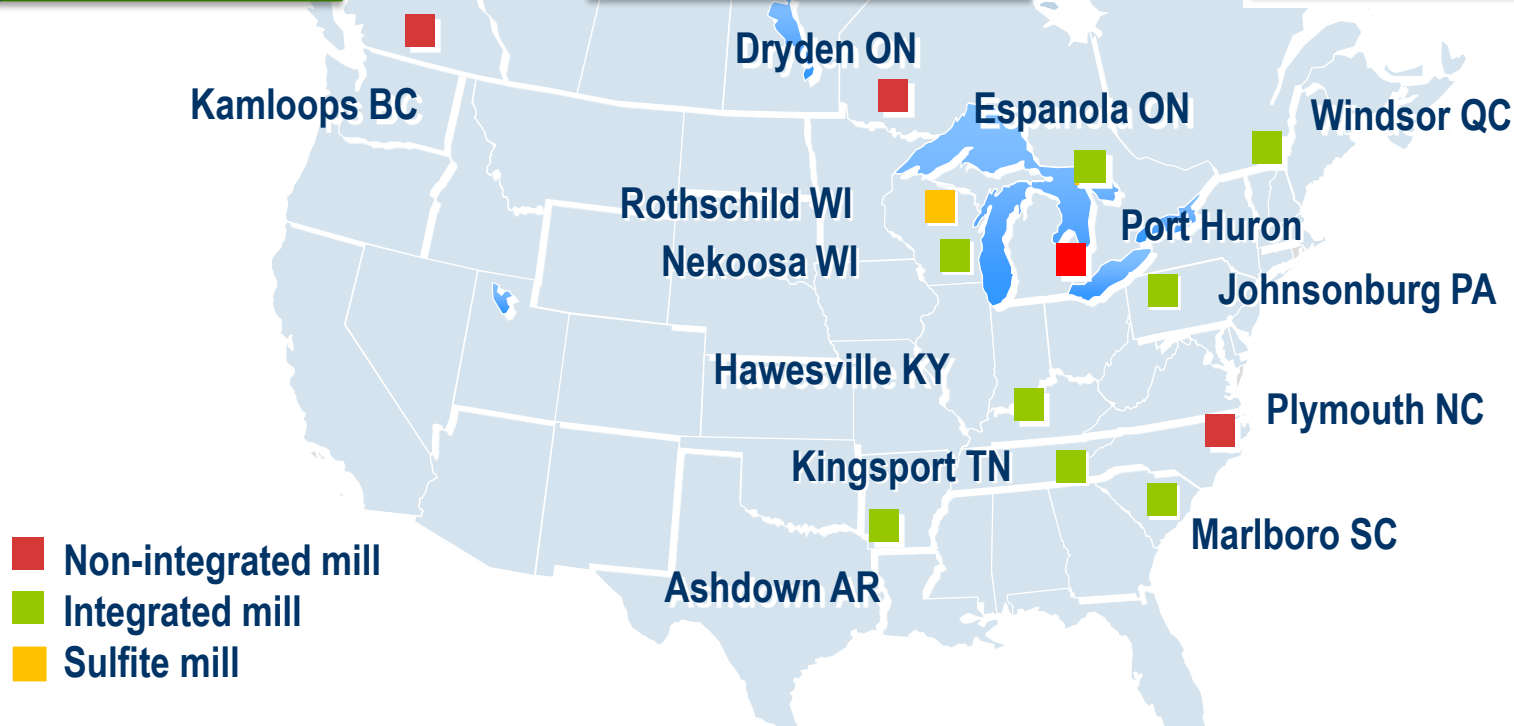 Dryden ON
Kamloops BC
Espanola ON
Windsor QC
Rothschild WI
Port Huron
Nekoosa WI
Johnsonburg PA
Hawesville KY
Plymouth NC
Kingsport TN
Marlboro SC
Ashdown AR
Non-integrated mill
Integrated mill
Sulfite mill